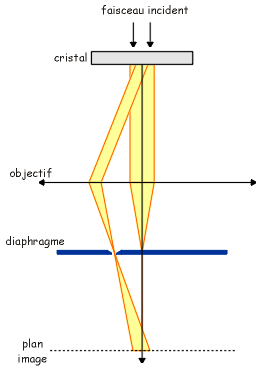 faisceau incident
cristal
objectif
diaphragme
plan
image